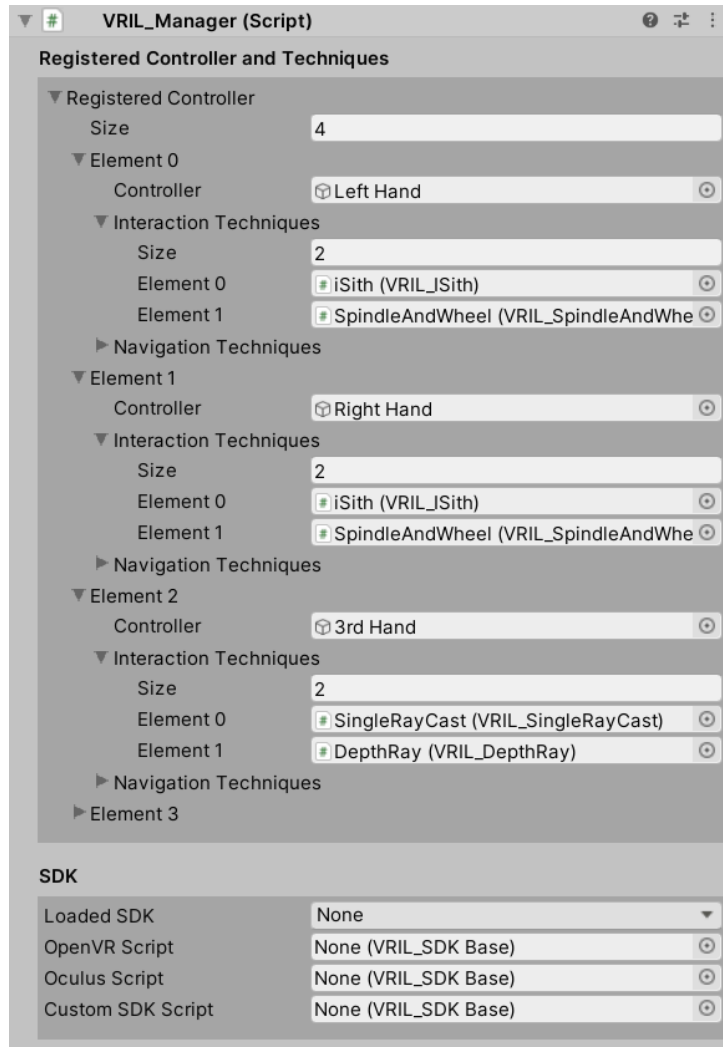 VRIL_Manager (Script)
Registered Controller and Techniques
Registered Controller
Size 4
Element 0
Controller Left Hand
Interaction Techniques
Size 2
Element 0 iSith (VRIL_ISith)
Element 1 SpindleAndWheel (VRIL_SpindleAndWhe
Navigation Techniques
Element 1
Controller Right Hand
Interaction Techniques
Size 2
Element 0 iSith (VRIL_ISith)
Element 1 SpindleAndWheel (VRIL_SpindleAndWhe
Navigation Techniques
Element 2
Controller 3rd Hand
Interaction Techniques
Size 2
Element 0 SingleRayCast (VRIL_SingleRayCast)
Element 1 DepthRay (VRIL_DepthRay)
Navigation Techniques
Element 3
SDK
Loaded SDK None
OpenVR Script None (VRIL_SDK Base)
Oculus Script None (VRIL_SDK Base)
Custom SDK Script None (VRIL_SDK Base)